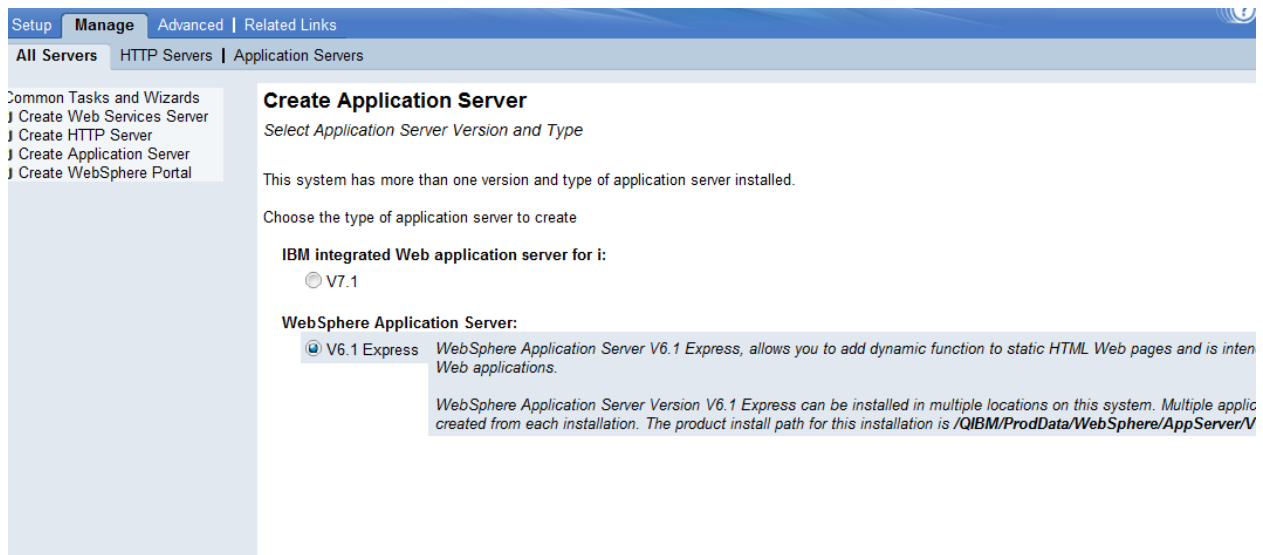 Setup Manage Advanced | Related Links
All Servers HTTP Servers | Application Servers
Common Tasks and Wizards
Create Web Services Server
Create HTTP Server
Create Application Server
Create WebSphere Portal
Create Application Server
Select Application Server Version and Type
This system has more than one version and type of application server installed.
Choose the type of application server to create
IBM integrated Web application server for i:
V7.1
WebSphere Application Server:
V6.1 Express WebSphere Application Server V6.1 Express, allows you to add dynamic function to static HTML Web pages and is inten
Web applications.
WebSphere Application Server Version V6.1 Express can be installed in multiple locations on this system. Multiple applic
created from each installation. The product install path for this installation is /QIBM/ProdData/WebSphere/AppServer/V